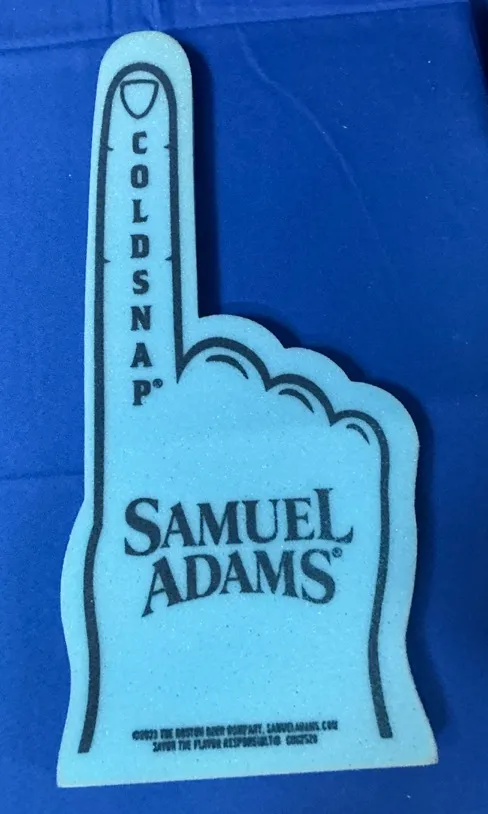 COLDSNAP®
SAMUEL
ADAMS®
THE BOSTON BEER COMPANY, SAMUELADAMS.COM
SAVOR THE FLAVOR RESPONSIBLY®